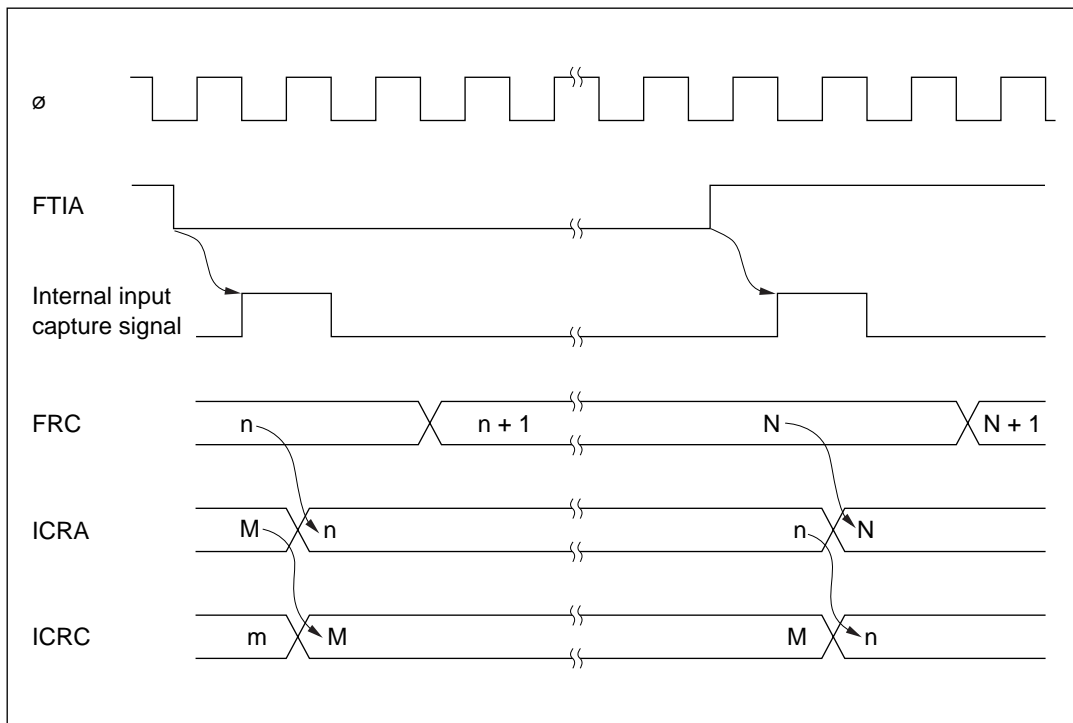 ø
FTIA
Internal input
capture signal
FRC n n + 1 N N + 1
ICRA M n n N
ICRC m M M n